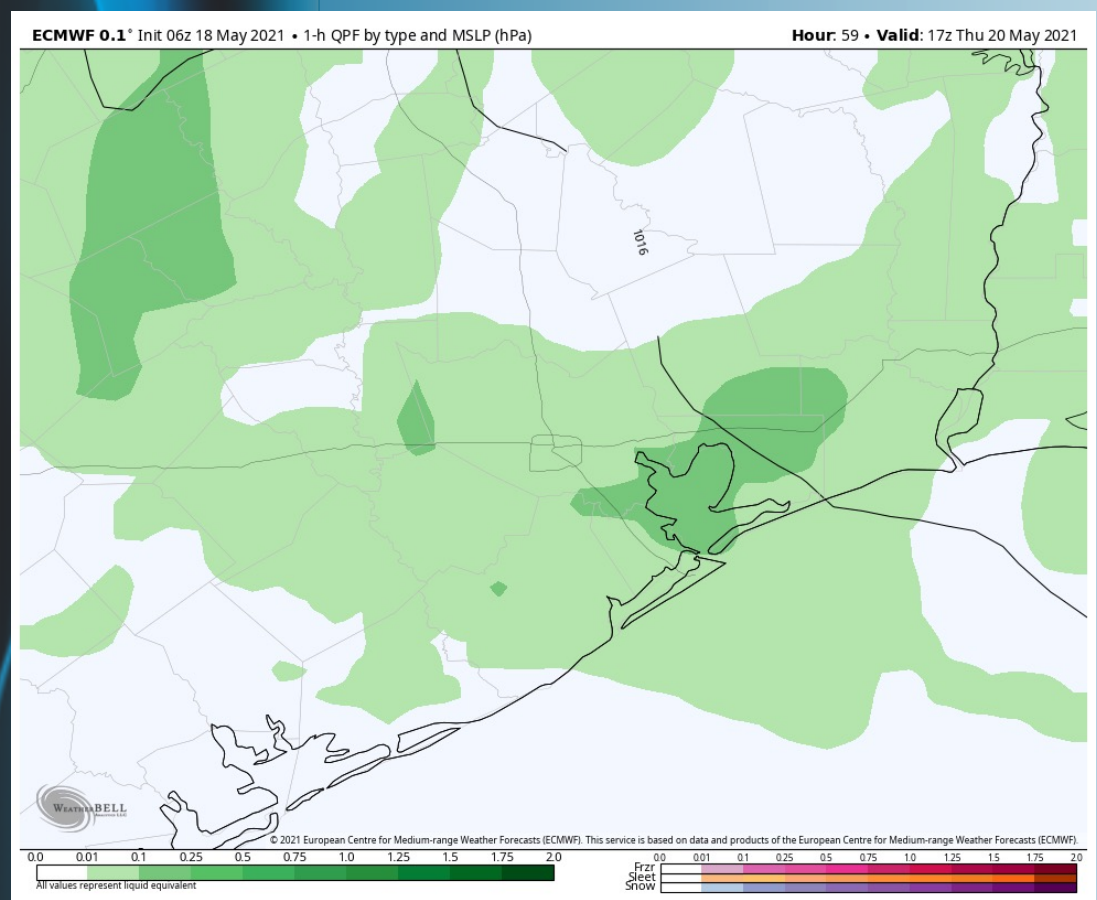 ECMWF 0.1° Init 06z 18 May 2021 • 1-h QPF by type and MSLP (hPa)
Hour: 59 • Valid: 17z Thu 20 May 2021
1016
WEATHERBELL
© 2021 European Centre for Medium-range Weather Forecasts (ECMWF). This service is based on data and products of the European Centre for Medium-range Weather Forecasts (ECMWF).
0.0 0.01 0.1 0.25 0.5 0.75 1.0 1.25 1.5 1.75 2.0
All values represent liquid equivalent
0.0 0.01 0.1 0.25 0.5 0.75 1.0 1.25 1.5 1.75 2.0
Frzr
Sleet
Snow